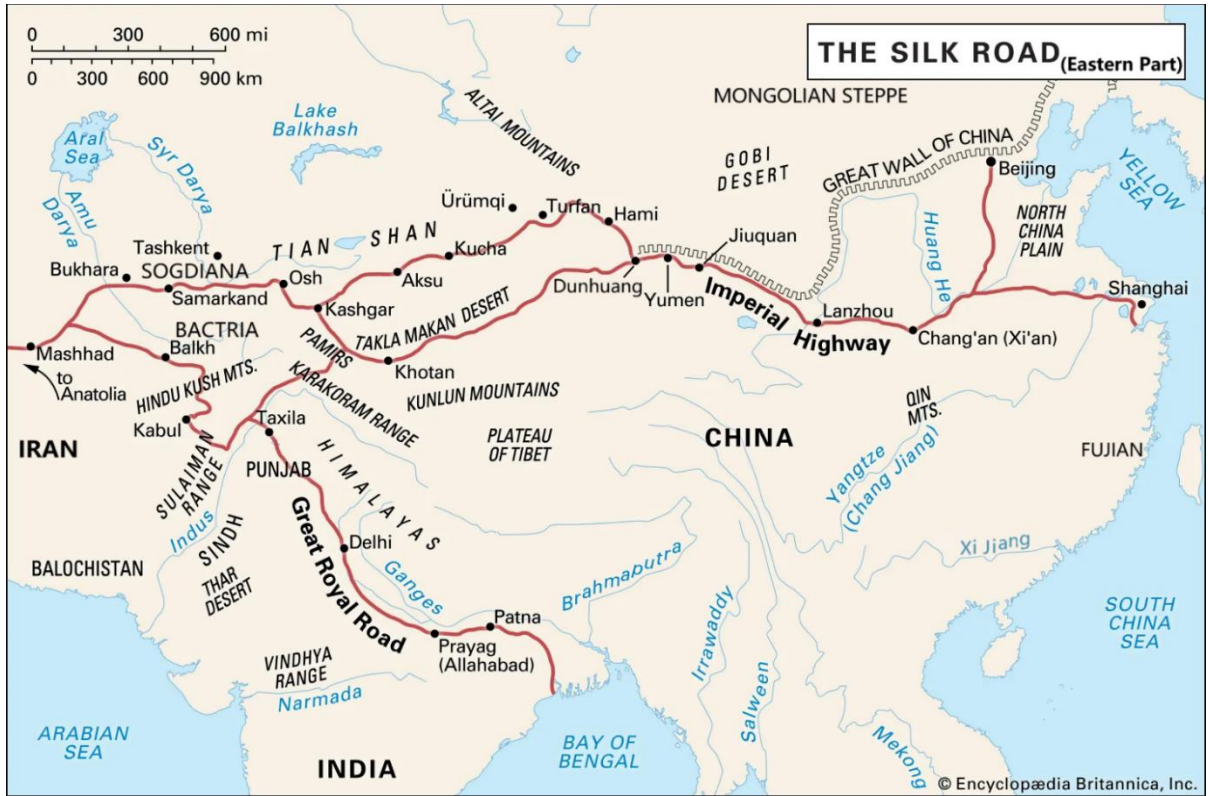 0 300 600 mi
0 300 600 900 km
THE SILK ROAD (Eastern Part)
MONGOLIAN STEPPE
ALTAI MOUNTAINS
Lake
Balkhash
Aral
Sea
Syr Darya
Amu
Darya
GREAT WALL OF CHINA
GOBI
DESERT
Beijing
YELLOW
SEA
Ürümqi
Turfan
Hami
NORTH
CHINA
PLAIN
Huang He
Tashkent
TIAN SHAN
Kucha
Jiuquan
Bukhara
SOGDIANA
Osh
Aksu
Dunhuang
Yumen
Shanghai
Samarkand
Kashgar
TAKLA MAKAN DESERT
Imperial
Highway
Lanzhou
Chang'an (Xi'an)
BACTRIA
Balkh
PAMIRS
Mashhad
to
Anatolia
HINDU KUSH MTS.
Khotan
KARAKORAM RANGE
KUNLUN MOUNTAINS
QIN
MTS.
Kabul
Taxila
IRAN
PLATEAU
OF TIBET
CHINA
Yangtze
(Chang Jiang)
FUJIAN
SULAIMAN
RANGE
PUNJAB
HIMALAYAS
Indus
SINDH
Great Royal Road
Delhi
BALOCHISTAN
THAR
DESERT
Ganges
Brahmaputra
Xi Jiang
Patna
Prayag
(Allahabad)
Irrawaddy
SOUTH
CHINA
SEA
VINDHYA
RANGE
Narmada
Salween
ARABIAN
SEA
BAY OF
BENGAL
Mekong
INDIA
© Encyclopædia Britannica, Inc.